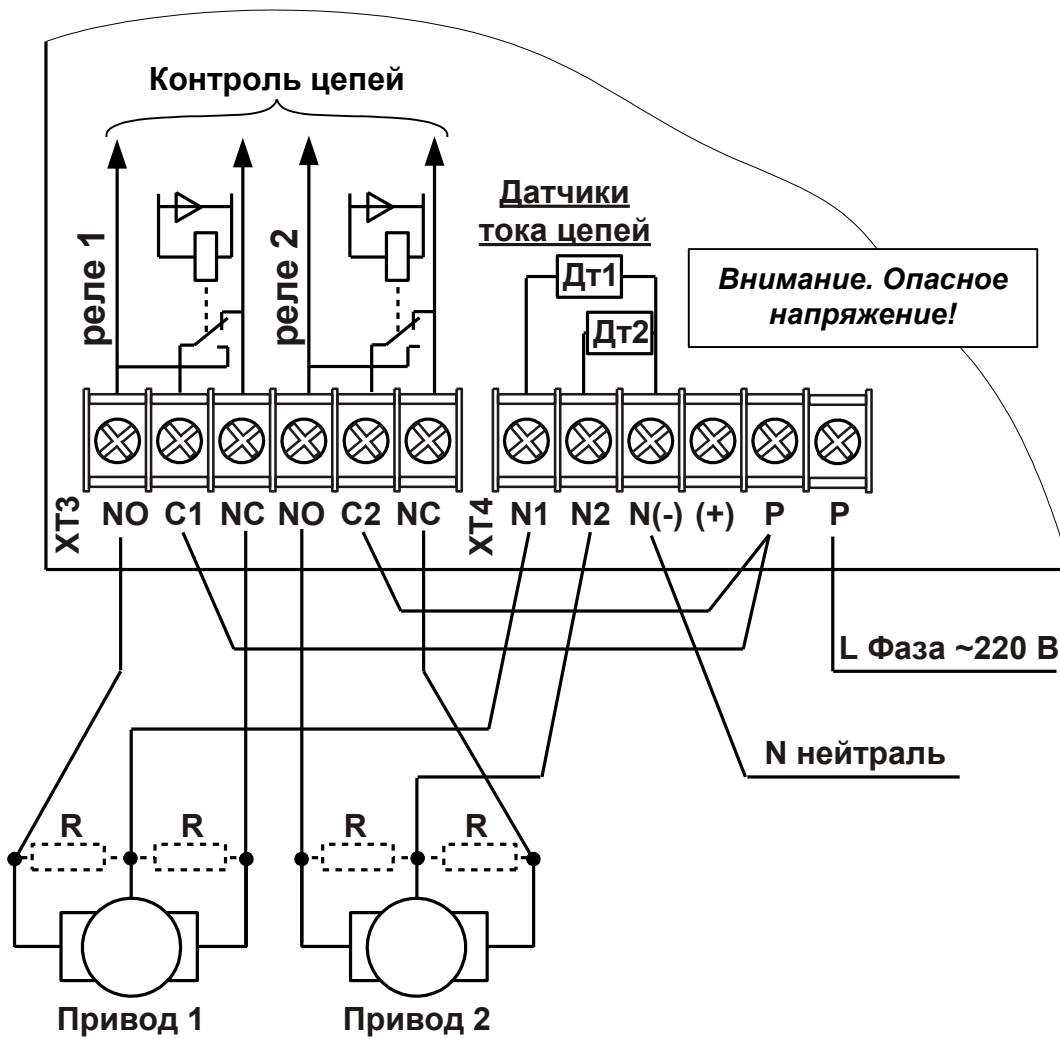 Контроль цепей
реле 1
реле 2
Датчики
тока цепей
Дт1
Дт2
Внимание. Опасное
напряжение!
XT3
NO C1 NC NO C2 NC
XT4
N1 N2 N(-) (+) P P
L Фаза ~220 В
N нейтраль
R R R R
Привод 1 Привод 2